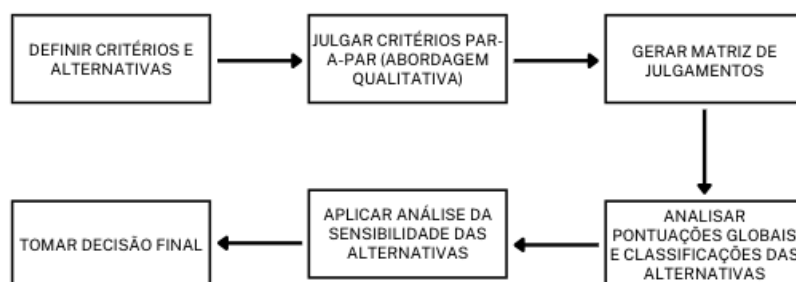 DEFINIR CRITÉRIOS E
ALTERNATIVAS
JULGAR CRITÉRIOS PAR-
A-PAR (ABORDAGEM
QUALITATIVA)
GERAR MATRIZ DE
JULGAMENTOS
ANALISAR
PONTUAÇÕES GLOBAIS
E CLASSIFICAÇÕES DAS
ALTERNATIVAS
APLICAR ANÁLISE DA
SENSIBILIDADE DAS
ALTERNATIVAS
TOMAR DECISÃO FINAL